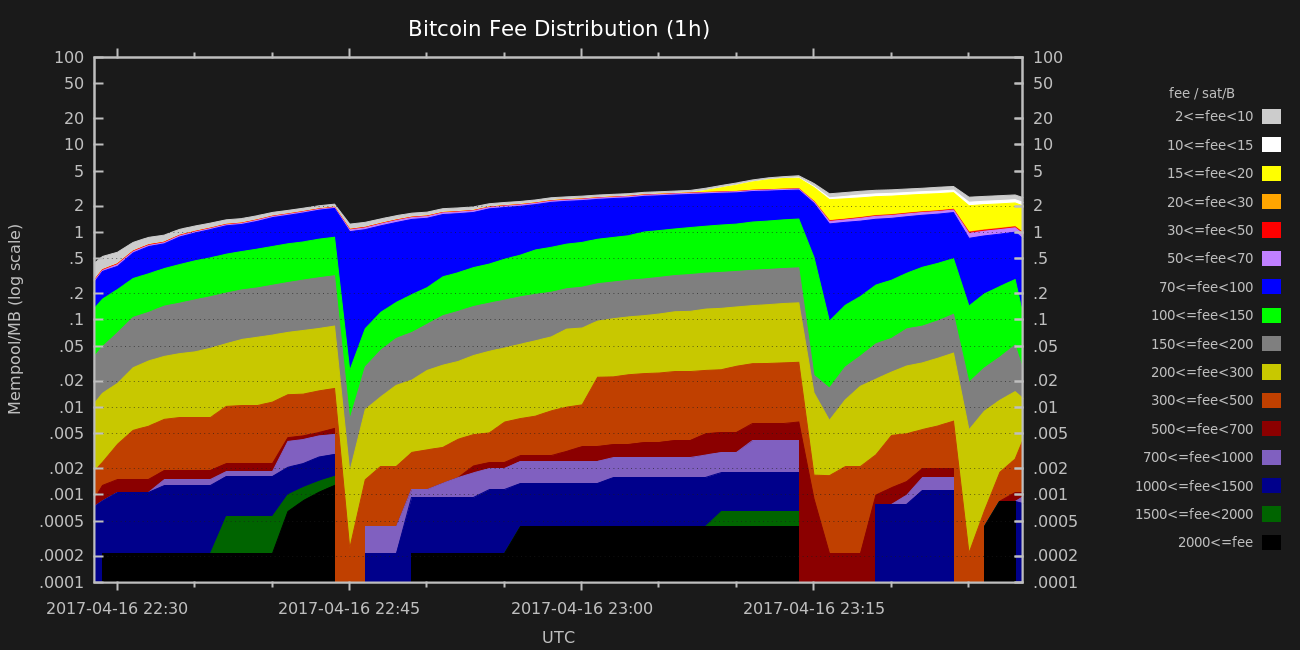 Bitcoin Fee Distribution (1h)
100
50
20
10
5
2
1
.5
.2
.1
.05
.02
.01
.005
.002
.001
.0005
.0002
.0001
Mempool/MB (log scale)
100
50
20
10
5
2
1
.5
.2
.1
.05
.02
.01
.005
.002
.001
.0005
.0002
.0001
2017-04-16 22:30 2017-04-16 22:45 2017-04-16 23:00 2017-04-16 23:15
UTC
fee / sat/B
2<=fee<10
10<=fee<15
15<=fee<20
20<=fee<30
30<=fee<50
50<=fee<70
70<=fee<100
100<=fee<150
150<=fee<200
200<=fee<300
300<=fee<500
500<=fee<700
700<=fee<1000
1000<=fee<1500
1500<=fee<2000
2000<=fee